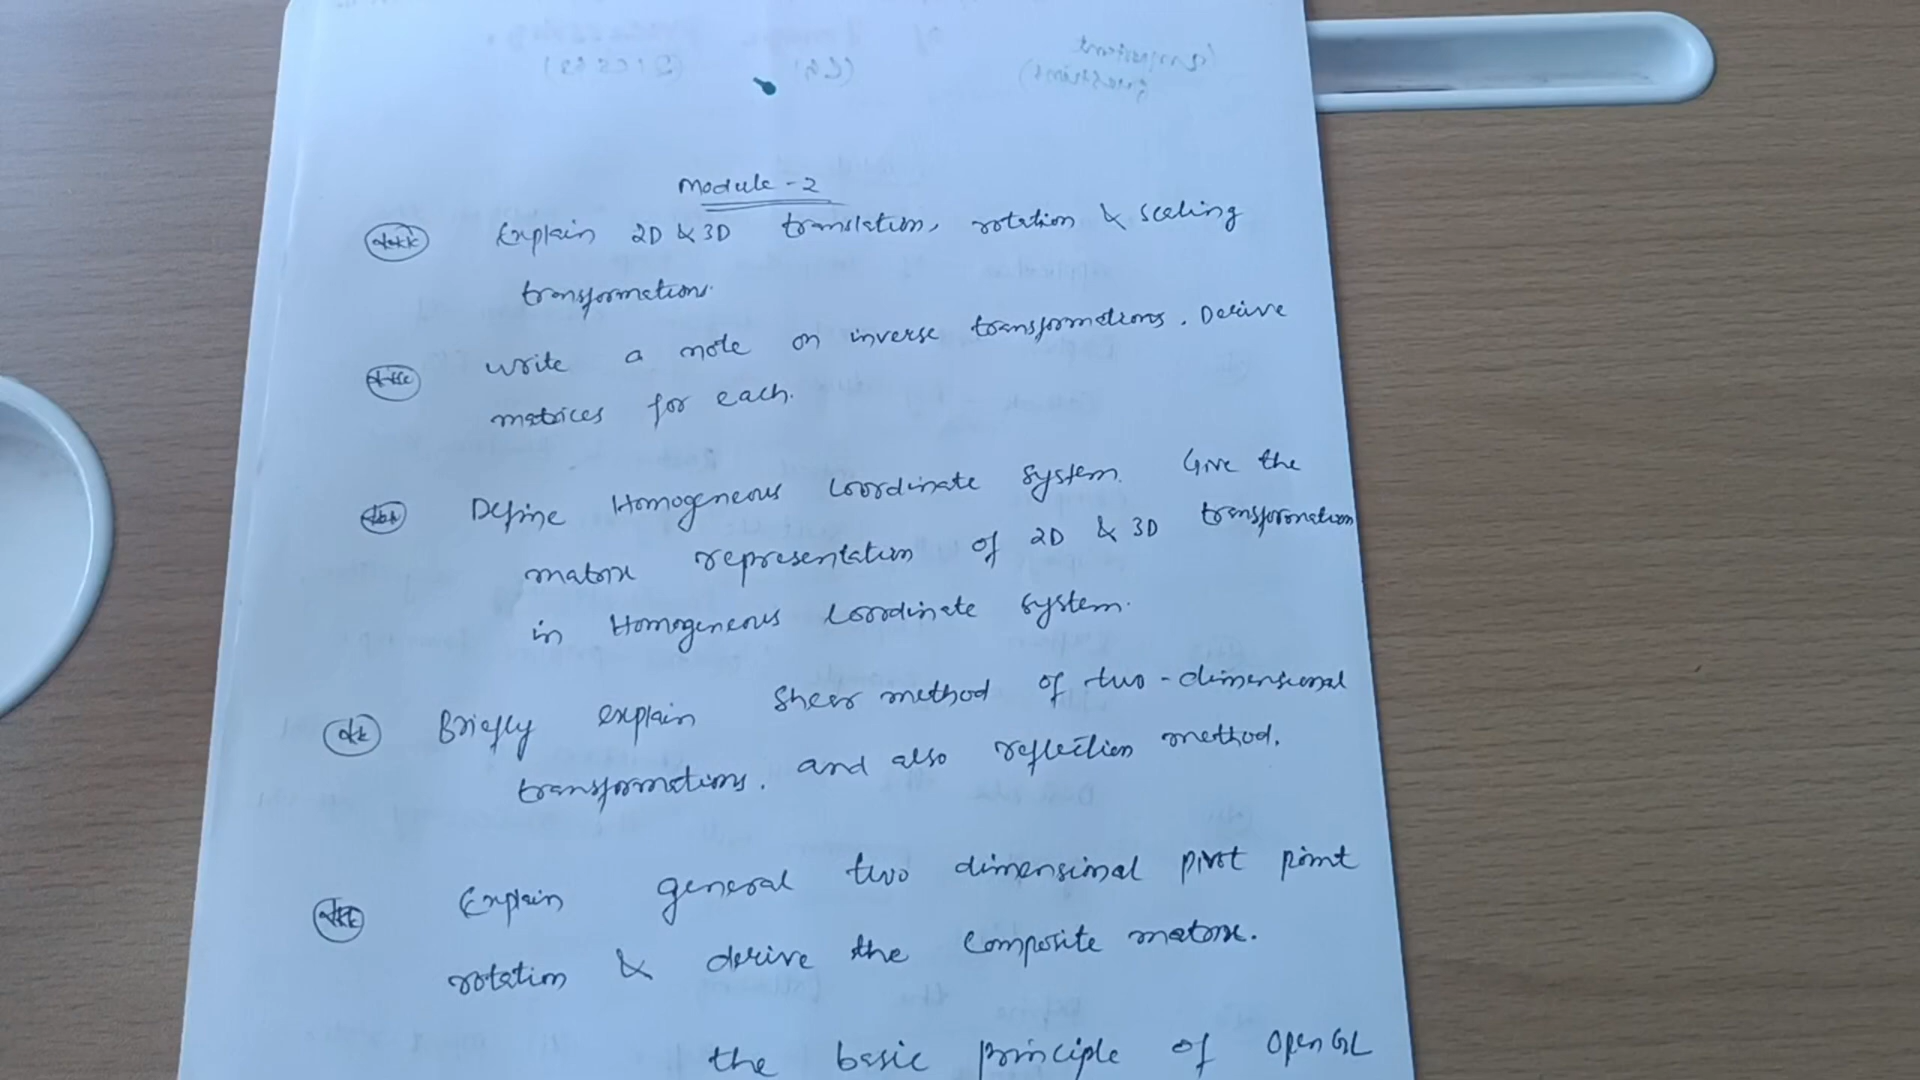 Module - 2
Explain 2D & 3D translation, rotation & scaling
transformation.
write a note on inverse transformations. Derive
matrices for each.
Define Homogeneous Coordinate System. Give the
matrix representation of 2D & 3D transformation
in Homogeneous Coordinate System.
Briefly explain Shear method of two-dimensional
transformations. and also reflection method.
Explain general two dimensional pivot point
rotation & derive the Composite matrix.
the basic principle of OpenGL